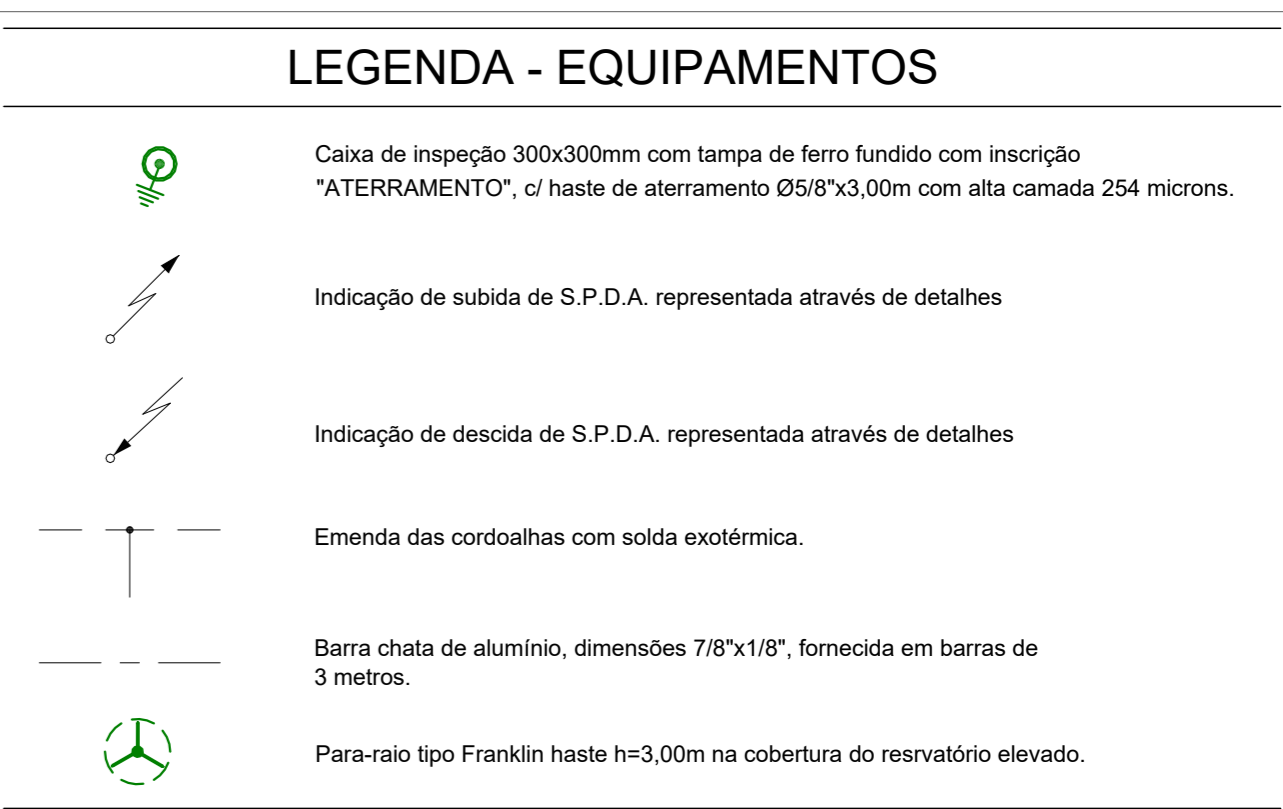 LEGENDA - EQUIPAMENTOS
Caixa de inspeção 300x300mm com tampa de ferro fundido com inscrição
"ATERRAMENTO", c/ haste de aterramento Ø5/8"x3,00m com alta camada 254 microns.
Indicação de subida de S.P.D.A. representada através de detalhes
Indicação de descida de S.P.D.A. representada através de detalhes
Emenda das cordoalhas com solda exotérmica.
Barra chata de alumínio, dimensões 7/8"x1/8", fornecida em barras de
3 metros.
Para-raio tipo Franklin haste h=3,00m na cobertura do resrvatório elevado.